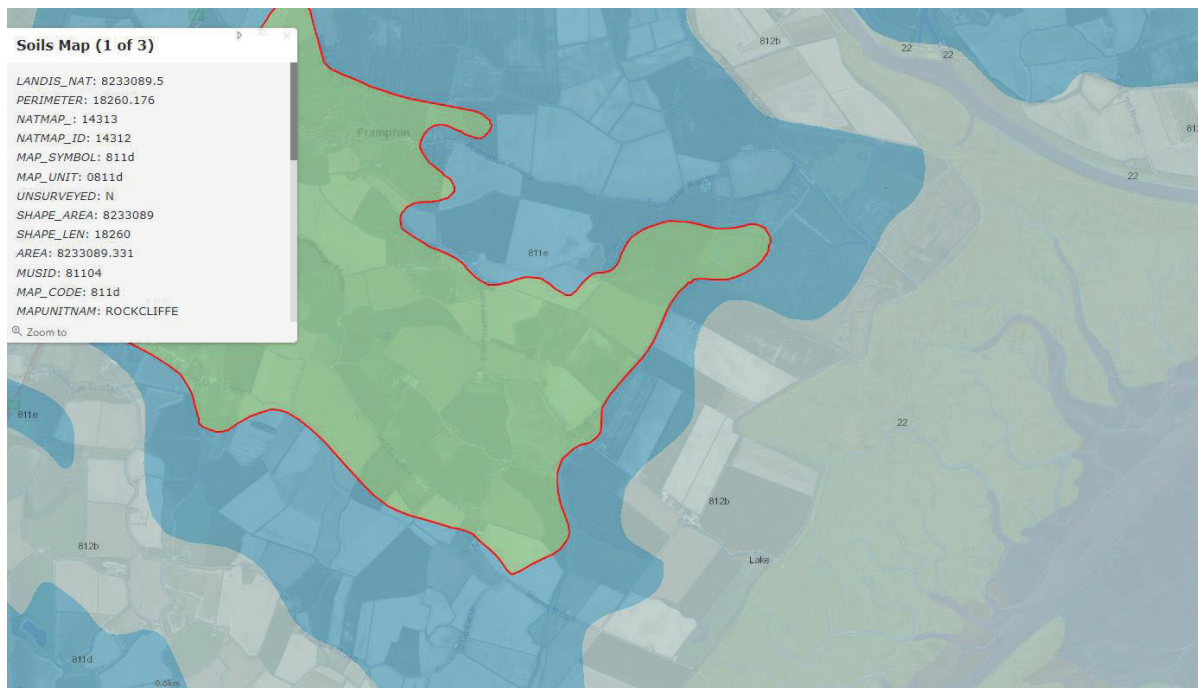 Soils Map (1 of 3)
LANDIS_NAT: 8233089.5
PERIMETER: 18260.176
NATMAP_: 14313
NATMAP_ID: 14312
MAP_SYMBOL: 811d
MAP_UNIT: 0811d
UNSURVEYED: N
SHAPE_AREA: 8233089
SHAPE_LEN: 18260
AREA: 8233089.331
MUSID: 81104
MAP_CODE: 811d
MAPUNITNAM: ROCKCLIFFE
Zoom to
812b
22
22
Frampton
22
811e
811e
22
812b
812b
Lake
811d
0.6km